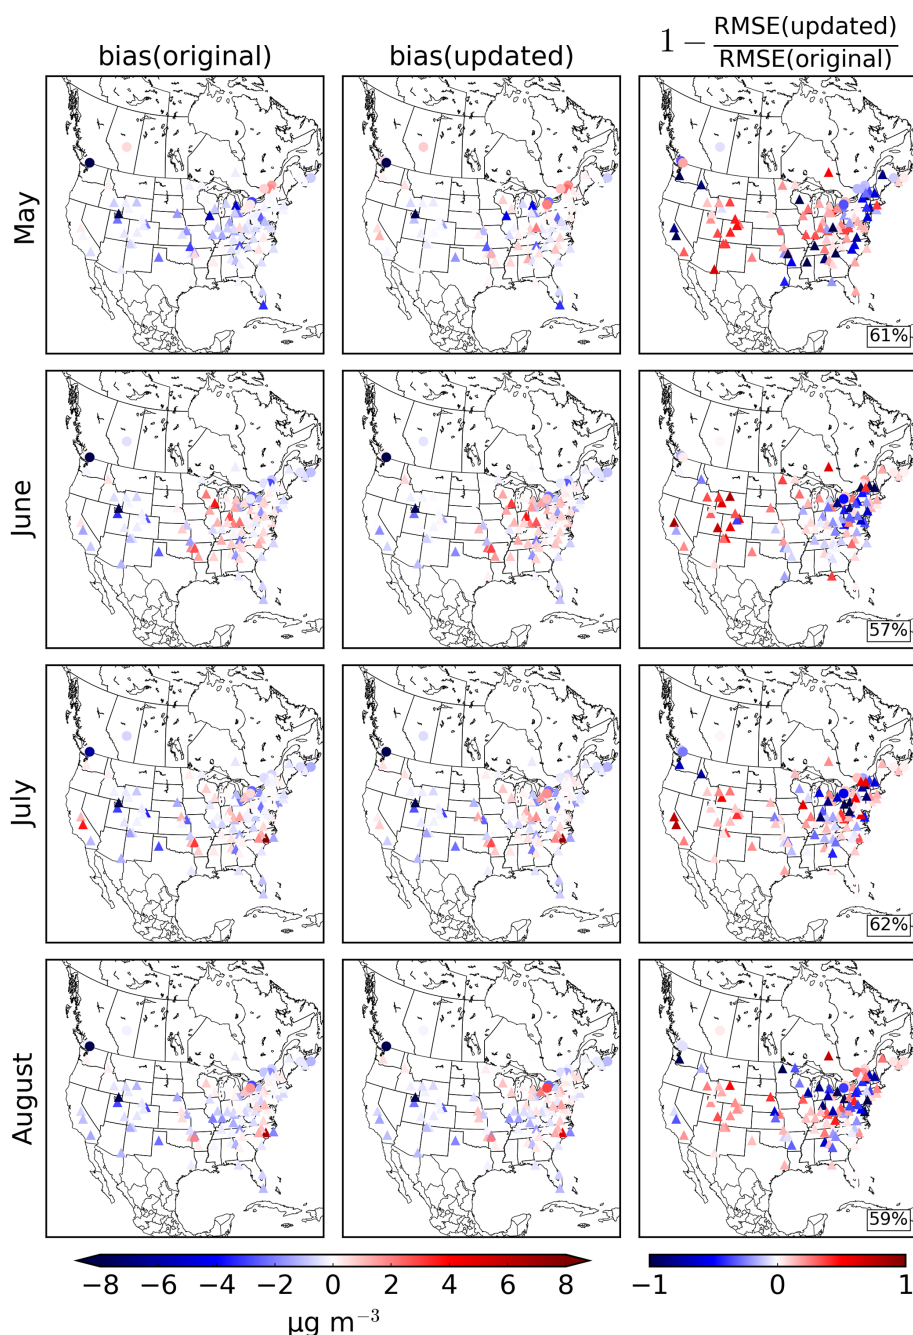 bias(original)
bias(updated)
1 − RMSE(updated)
RMSE(original)
May
61%
June
57%
July
62%
August
59%
−8 −6 −4 −2 0 2 4 6 8
−1 0 1
μg m⁻³